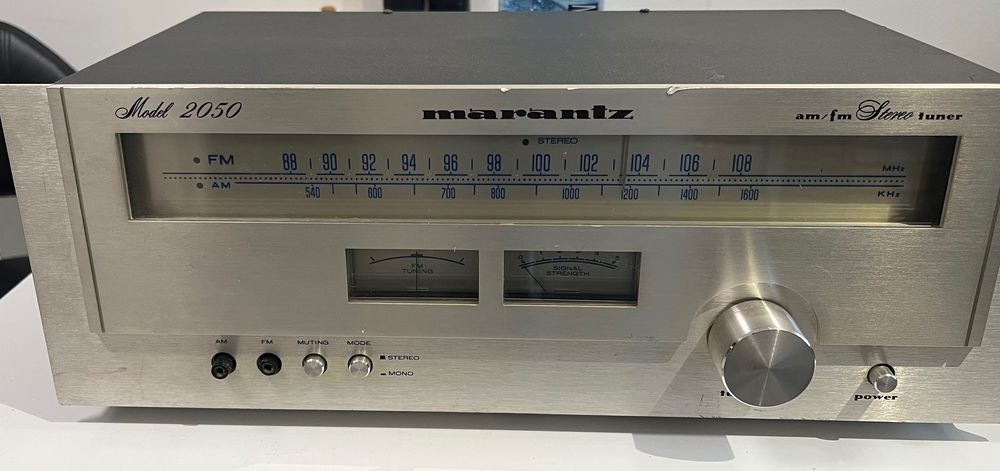 Model 2050
marantz
am/fm Stereo tuner
STEREO
FM 88 90 92 94 96 98 100 102 104 106 108 MHz
AM 540 600 700 800 1000 1200 1400 1600 KHz
FM TUNING
SIGNAL STRENGTH
AM FM MUTING MODE
STEREO
MONO
power